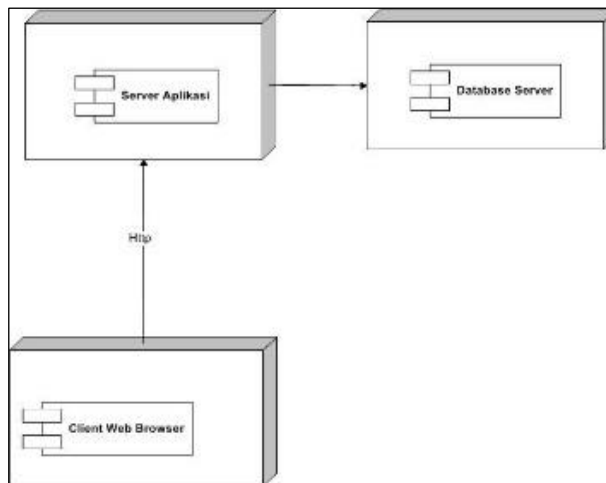 Server Aplikasi
Database Server
Http
Client Web Browser